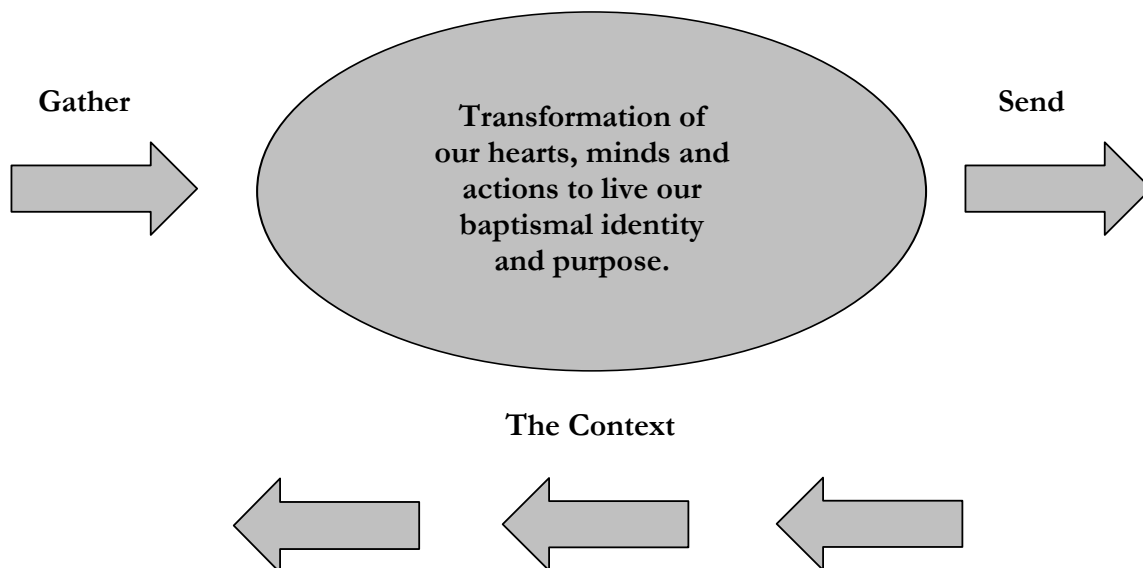 Gather
Send
Transformation of
our hearts, minds and
actions to live our
baptismal identity
and purpose.
The Context